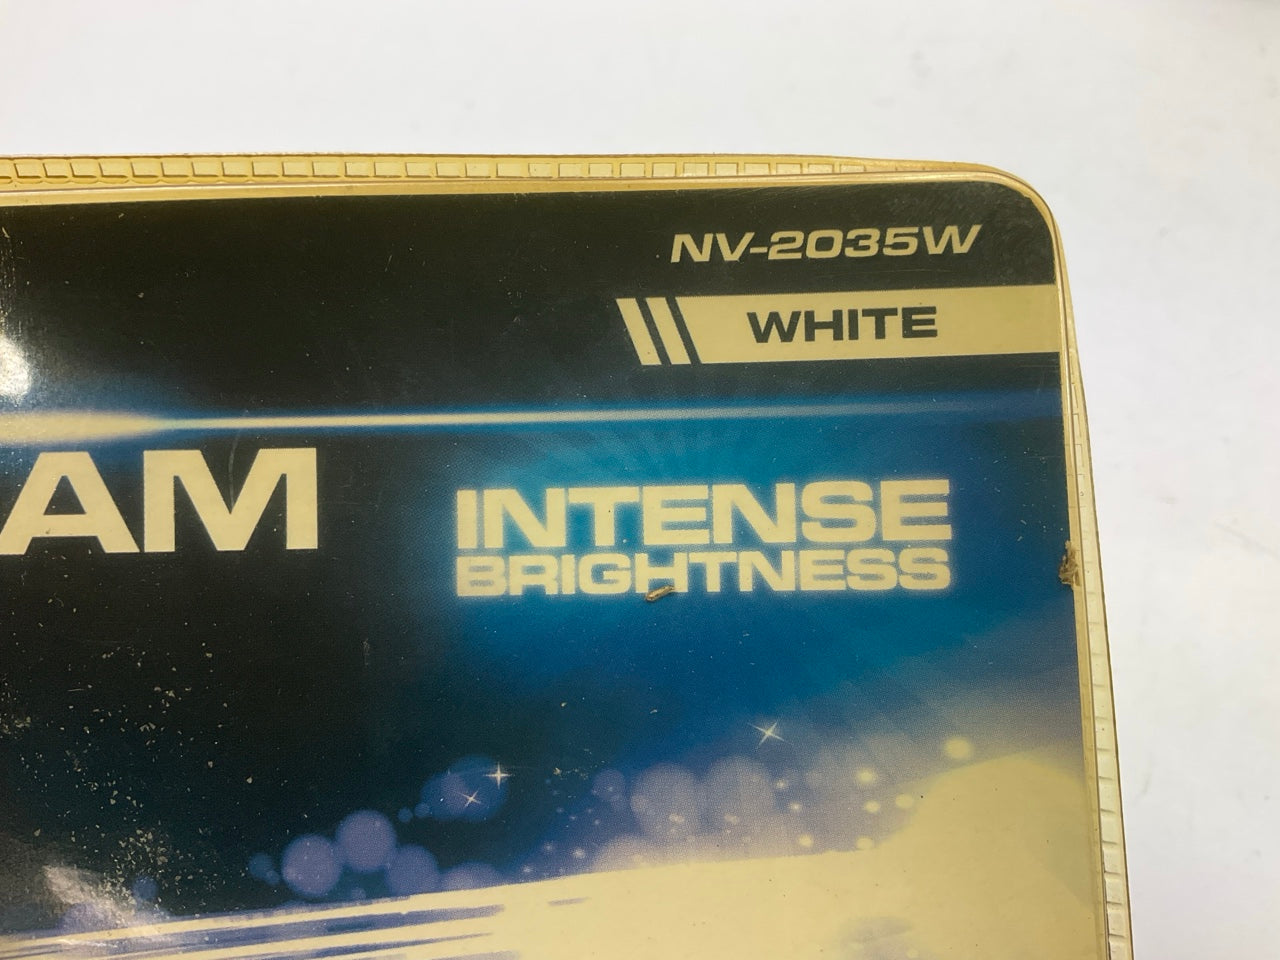 NV-2035W
WHITE
AM
INTENSE
BRIGHTNESS